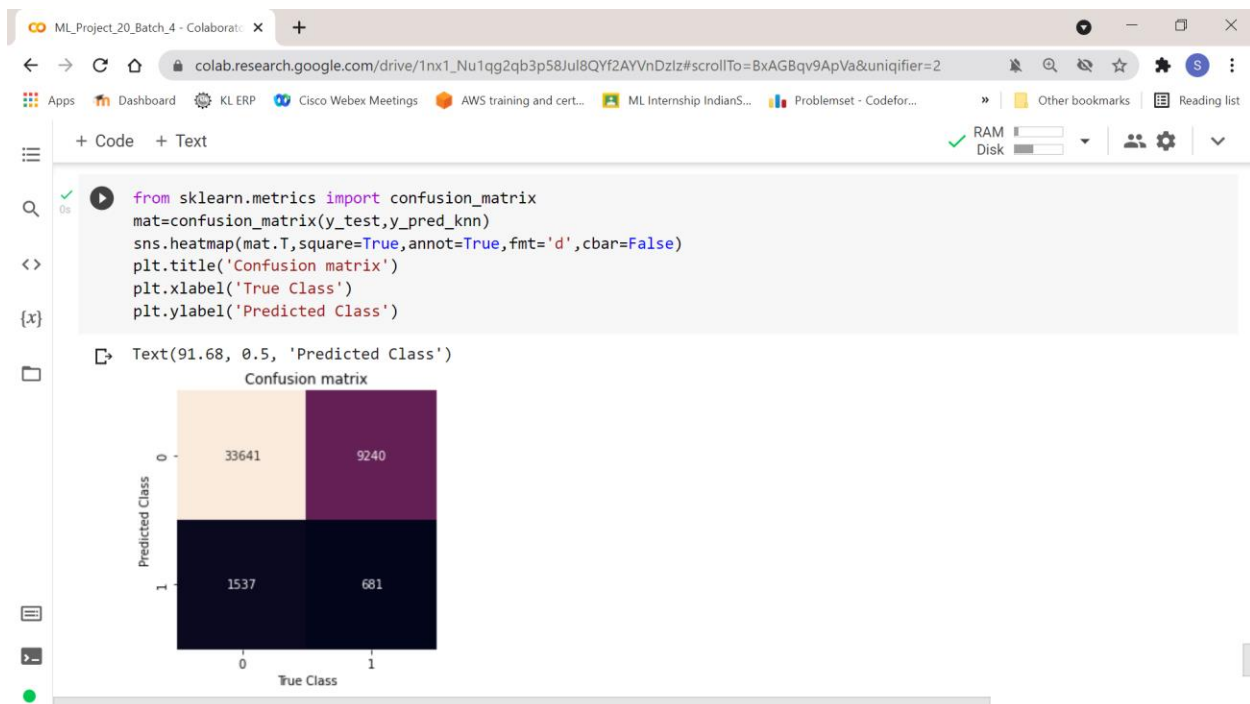 CO ML_Project_20_Batch_4 - Colaborato
colab.research.google.com/drive/1nx1_Nu1qg2qb3p58JuI8QYf2AYVnDzIz#scrollTo=BxAGBqv9ApVa&uniqifier=2
S
Apps Dashboard KL ERP Cisco Webex Meetings AWS training and cert... ML Internship IndianS... Problemset - Codefor... » Other bookmarks Reading list
+ Code + Text
RAM
Disk
0s
from sklearn.metrics import confusion_matrix
mat=confusion_matrix(y_test,y_pred_knn)
sns.heatmap(mat.T,square=True,annot=True,fmt='d',cbar=False)
plt.title('Confusion matrix')
plt.xlabel('True Class')
plt.ylabel('Predicted Class')
{x}
Text(91.68, 0.5, 'Predicted Class')
Confusion matrix
0 33641 9240
Predicted Class
1 1537 681
0 1
True Class